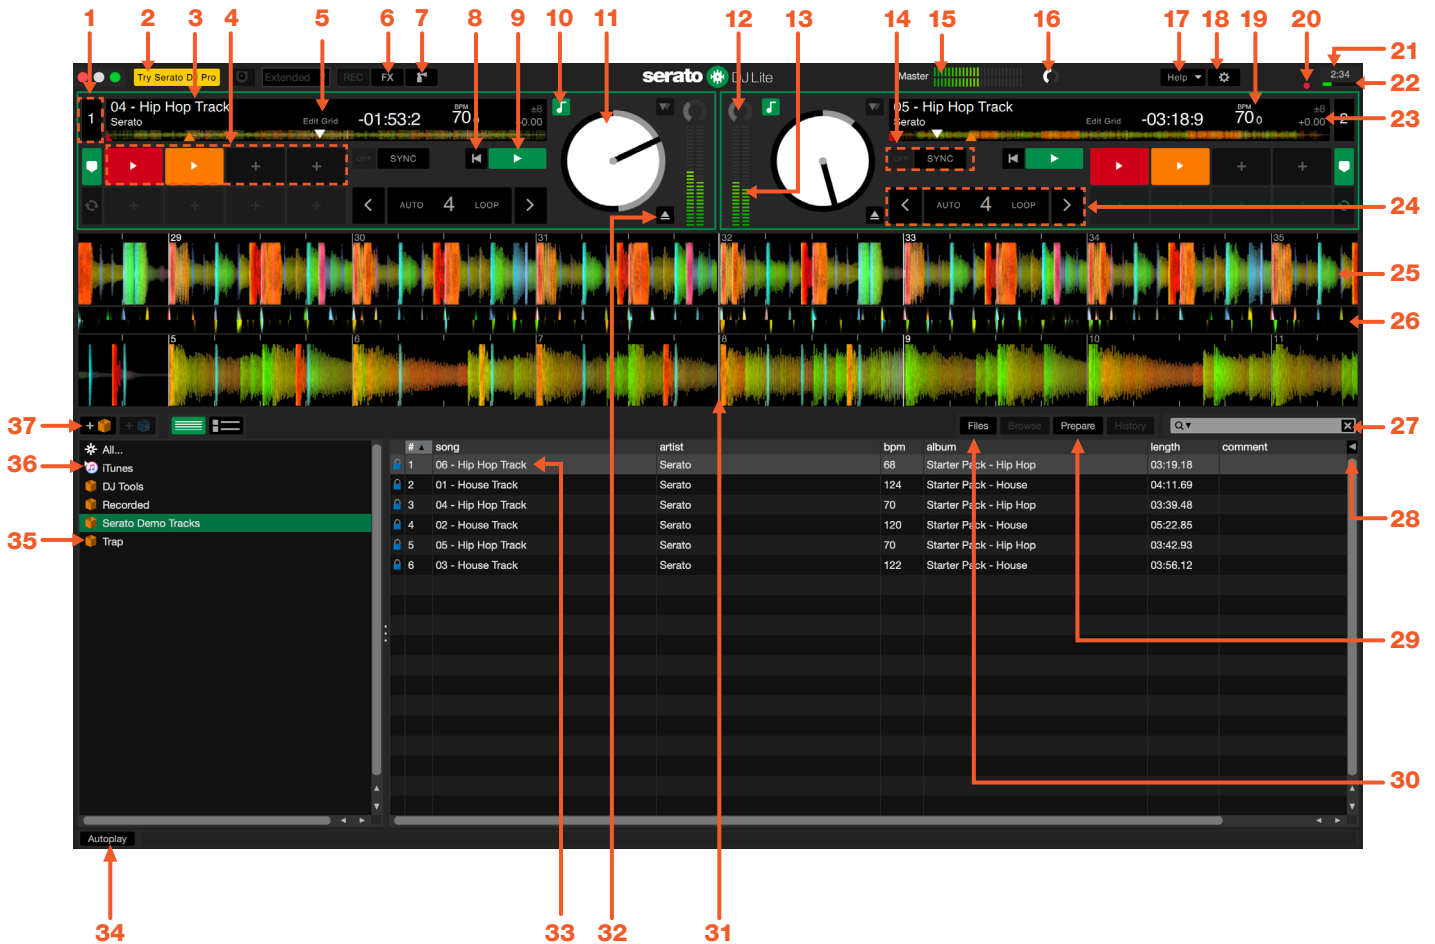 1 2 3 4 5 6 7 8 9 10 11 12 13 15 16 17 18 19 20
21
22
23
14
Try Serato DJ Pro Extended REC FX serato DJ Lite Master Help 2:34
1 04 - Hip Hop Track
Serato Edit Grid -01:53:2 BPM 70.0 ±8 +0.00
05 - Hip Hop Track
Serato Edit Grid -03:18:9 BPM 70.0 ±8 +0.00 2
OFF SYNC
OFF SYNC
AUTO 4 LOOP
AUTO 4 LOOP
24
29 30 31 32 33 34 35
25
26
5 6 7 8 9 10 11
37
Files Browse Prepare History
27
All...
36 iTunes
DJ Tools
Recorded
Serato Demo Tracks
35 Trap
# song artist bpm album length comment
1 06 - Hip Hop Track Serato 68 Starter Pack - Hip Hop 03:19.18
2 01 - House Track Serato 124 Starter Pack - House 04:11.69
3 04 - Hip Hop Track Serato 70 Starter Pack - Hip Hop 03:39.48
4 02 - House Track Serato 120 Starter Pack - House 05:22.85
5 05 - Hip Hop Track Serato 70 Starter Pack - Hip Hop 03:42.93
6 03 - House Track Serato 122 Starter Pack - House 03:56.12
28
29
30
Autoplay
34 33 32 31